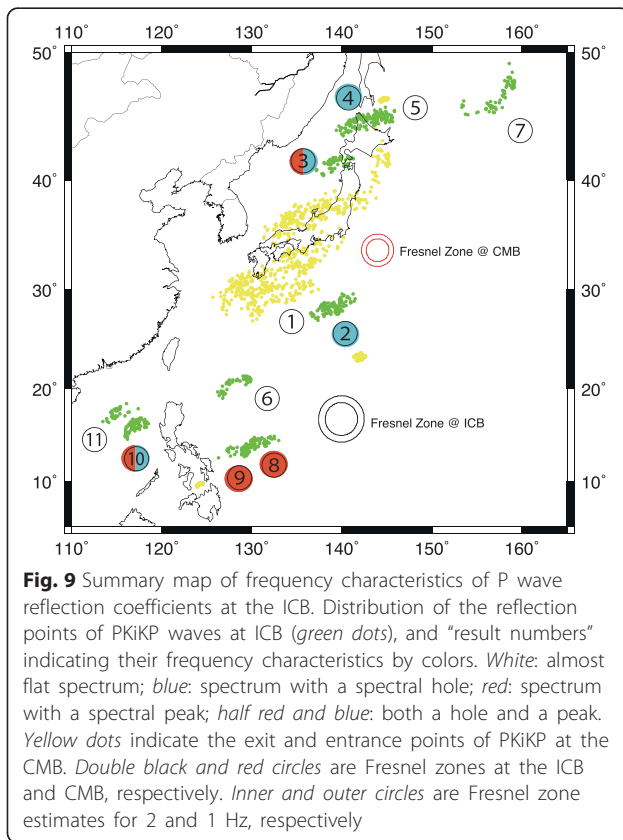 50°
50°
40°
40°
30°
30°
20°
20°
10°
10°
110
120
130
140
150
160
4
5
7
3
Fresnel Zone @ CMB
1
2
6
Fresnel Zone @ ICB
11
10
9
8
Fig. 9 Summary map of frequency characteristics of P wave
reflection coefficients at the ICB. Distribution of the reflection
points of PKiKP waves at ICB (green dots), and “result numbers”
indicating their frequency characteristics by colors. White: almost
flat spectrum; blue: spectrum with a spectral hole; red: spectrum
with a spectral peak; half red and blue: both a hole and a peak.
Yellow dots indicate the exit and entrance points of PKiKP at the
CMB. Double black and red circles are Fresnel zones at the ICB
and CMB, respectively. Inner and outer circles are Fresnel zone
estimates for 2 and 1 Hz, respectively